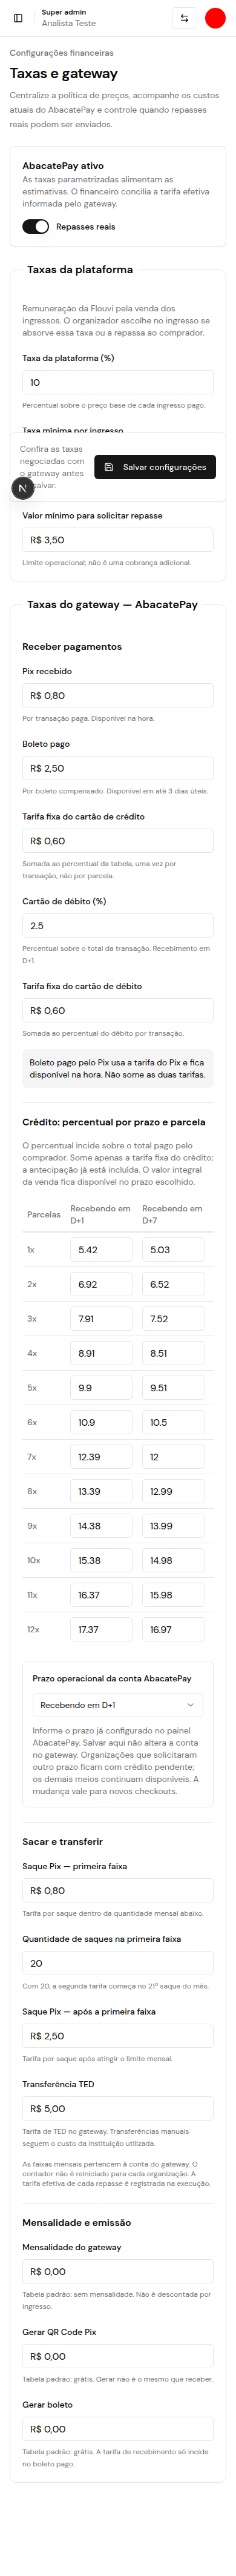 Super admin
Analista Teste
Configurações financeiras
Taxas e gateway
Centralize a política de preços, acompanhe os custos
atuais do AbacatePay e controle quando repasses
reais podem ser enviados.
AbacatePay ativo
As taxas parametrizadas alimentam as
estimativas. O financeiro concilia a tarifa efetiva
informada pelo gateway.
Repasses reais
Taxas da plataforma
Remuneração da Flouvi pela venda dos
ingressos. O organizador escolhe no ingresso se
absorve essa taxa ou a repassa ao comprador.
Taxa da plataforma (%)
10
Percentual sobre o preço base de cada ingresso pago.
Taxa mínima por ingresso
Confira as taxas
negociadas com
o gateway antes
salvar.
Salvar configurações
N
Valor mínimo para solicitar repasse
R$ 3,50
Limite operacional; não é uma cobrança adicional.
Taxas do gateway — AbacatePay
Receber pagamentos
Pix recebido
R$ 0,80
Por transação paga. Disponível na hora.
Boleto pago
R$ 2,50
Por boleto compensado. Disponível em até 3 dias úteis.
Tarifa fixa do cartão de crédito
R$ 0,60
Somada ao percentual da tabela, uma vez por
transação, não por parcela.
Cartão de débito (%)
2.5
Percentual sobre o total da transação. Recebimento em
D+1.
Tarifa fixa do cartão de débito
R$ 0,60
Somada ao percentual do débito por transação.
Boleto pago pelo Pix usa a tarifa do Pix e fica
disponível na hora. Não some as duas tarifas.
Crédito: percentual por prazo e parcela
O percentual incide sobre o total pago pelo
comprador. Some apenas a tarifa fixa do crédito;
a antecipação já está incluída. O valor integral
da venda fica disponível no prazo escolhido.
Parcelas Recebendo em D+1 Recebendo em D+7
1x 5.42 5.03
2x 6.92 6.52
3x 7.91 7.52
4x 8.91 8.51
5x 9.9 9.51
6x 10.9 10.5
7x 12.39 12
8x 13.39 12.99
9x 14.38 13.99
10x 15.38 14.98
11x 16.37 15.98
12x 17.37 16.97
Prazo operacional da conta AbacatePay
Recebendo em D+1
Informe o prazo já configurado no painel
AbacatePay. Salvar aqui não altera a conta
no gateway. Organizações que solicitaram
outro prazo ficam com crédito pendente;
os demais meios continuam disponíveis. A
mudança vale para novos checkouts.
Sacar e transferir
Saque Pix — primeira faixa
R$ 0,80
Tarifa por saque dentro da quantidade mensal abaixo.
Quantidade de saques na primeira faixa
20
Com 20, a segunda tarifa começa no 21º saque do mês.
Saque Pix — após a primeira faixa
R$ 2,50
Tarifa por saque após atingir o limite mensal.
Transferência TED
R$ 5,00
Tarifa de TED no gateway. Transferências manuais
seguem o custo da instituição utilizada.
As faixas mensais pertencem à conta do gateway. O
contador não é reiniciado para cada organização. A
tarifa efetiva de cada repasse é registrada na execução.
Mensalidade e emissão
Mensalidade do gateway
R$ 0,00
Tabela padrão: sem mensalidade. Não é descontada por
ingresso.
Gerar QR Code Pix
R$ 0,00
Tabela padrão: grátis. Gerar não é o mesmo que receber.
Gerar boleto
R$ 0,00
Tabela padrão: grátis. A tarifa de recebimento só incide
no boleto pago.